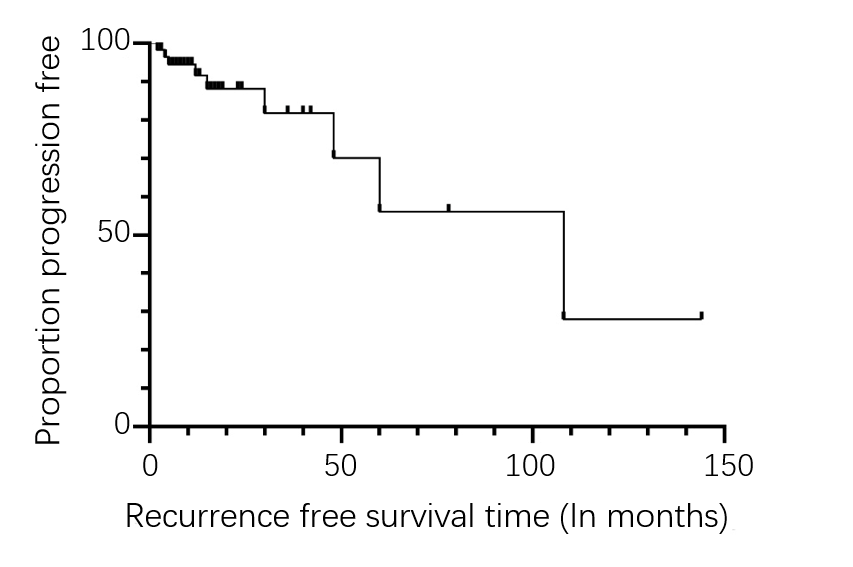 Proportion progression free
100
50
0
0 50 100 150
Recurrence free survival time (In months)